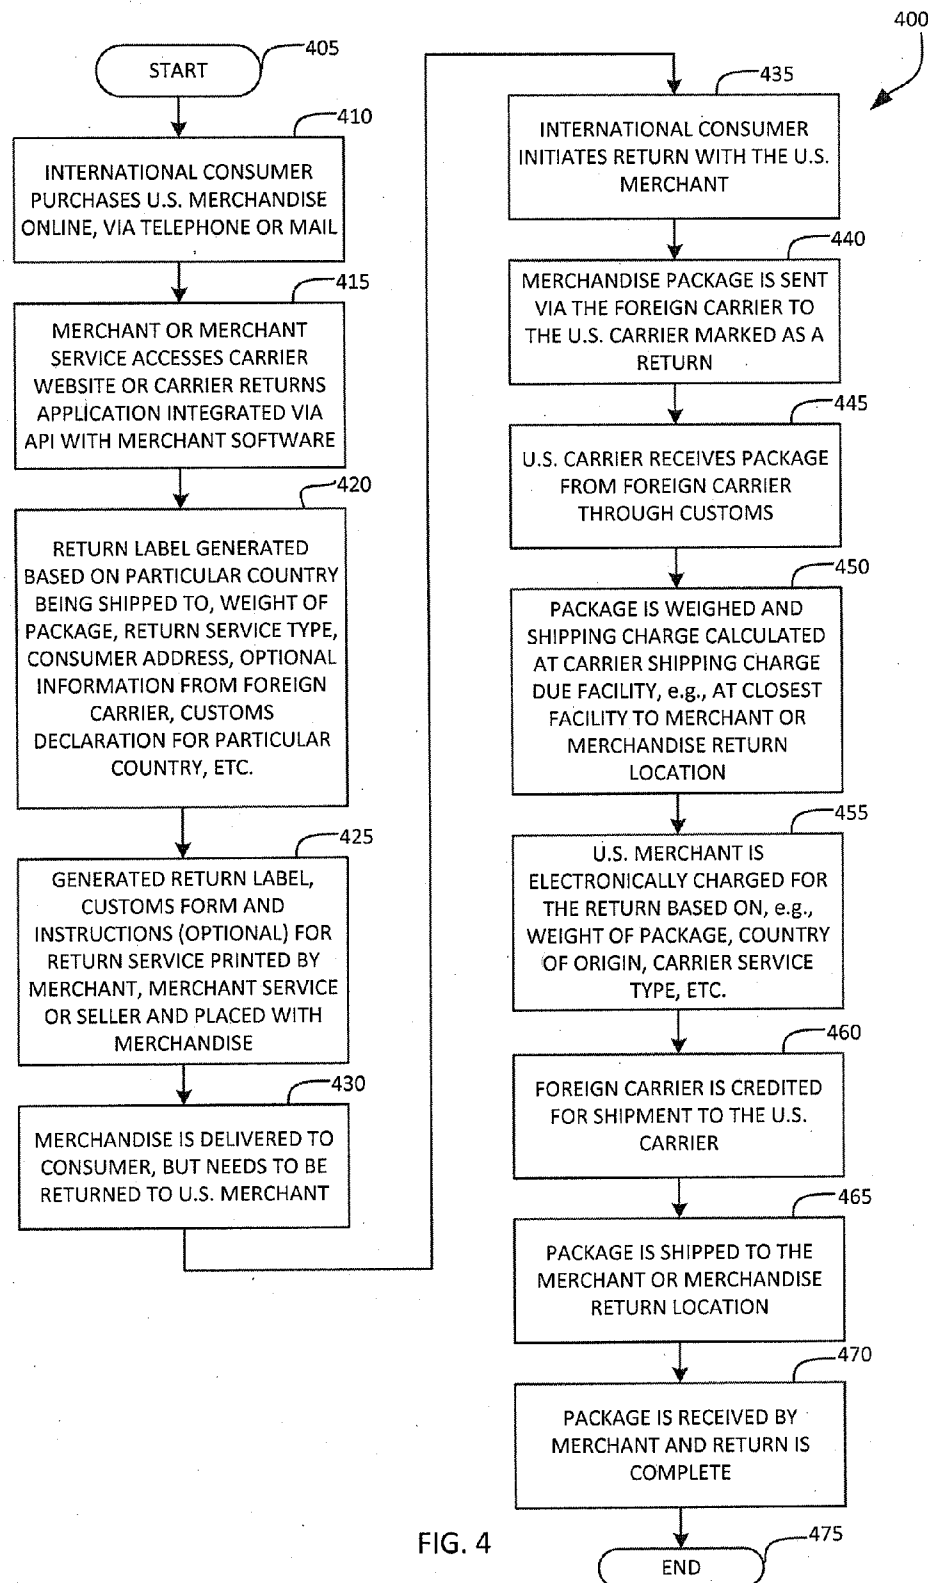 400
START
405
410
INTERNATIONAL CONSUMER
PURCHASES U.S. MERCHANDISE
ONLINE, VIA TELEPHONE OR MAIL
415
MERCHANT OR MERCHANT
SERVICE ACCESSES CARRIER
WEBSITE OR CARRIER RETURNS
APPLICATION INTEGRATED VIA
API WITH MERCHANT SOFTWARE
420
RETURN LABEL GENERATED
BASED ON PARTICULAR COUNTRY
BEING SHIPPED TO, WEIGHT OF
PACKAGE, RETURN SERVICE TYPE,
CONSUMER ADDRESS, OPTIONAL
INFORMATION FROM FOREIGN
CARRIER, CUSTOMS
DECLARATION FOR PARTICULAR
COUNTRY, ETC.
425
GENERATED RETURN LABEL,
CUSTOMS FORM AND
INSTRUCTIONS (OPTIONAL) FOR
RETURN SERVICE PRINTED BY
MERCHANT, MERCHANT SERVICE
OR SELLER AND PLACED WITH
MERCHANDISE
430
MERCHANDISE IS DELIVERED TO
CONSUMER, BUT NEEDS TO BE
RETURNED TO U.S. MERCHANT
435
INTERNATIONAL CONSUMER
INITIATES RETURN WITH THE U.S.
MERCHANT
440
MERCHANDISE PACKAGE IS SENT
VIA THE FOREIGN CARRIER TO
THE U.S. CARRIER MARKED AS A
RETURN
445
U.S. CARRIER RECEIVES PACKAGE
FROM FOREIGN CARRIER
THROUGH CUSTOMS
450
PACKAGE IS WEIGHED AND
SHIPPING CHARGE CALCULATED
AT CARRIER SHIPPING CHARGE
DUE FACILITY, e.g., AT CLOSEST
FACILITY TO MERCHANT OR
MERCHANDISE RETURN
LOCATION
455
U.S. MERCHANT IS
ELECTRONICALLY CHARGED FOR
THE RETURN BASED ON, e.g.,
WEIGHT OF PACKAGE, COUNTRY
OF ORIGIN, CARRIER SERVICE
TYPE, ETC.
460
FOREIGN CARRIER IS CREDITED
FOR SHIPMENT TO THE U.S.
CARRIER
465
PACKAGE IS SHIPPED TO THE
MERCHANT OR MERCHANDISE
RETURN LOCATION
470
PACKAGE IS RECEIVED BY
MERCHANT AND RETURN IS
COMPLETE
475
END
FIG. 4